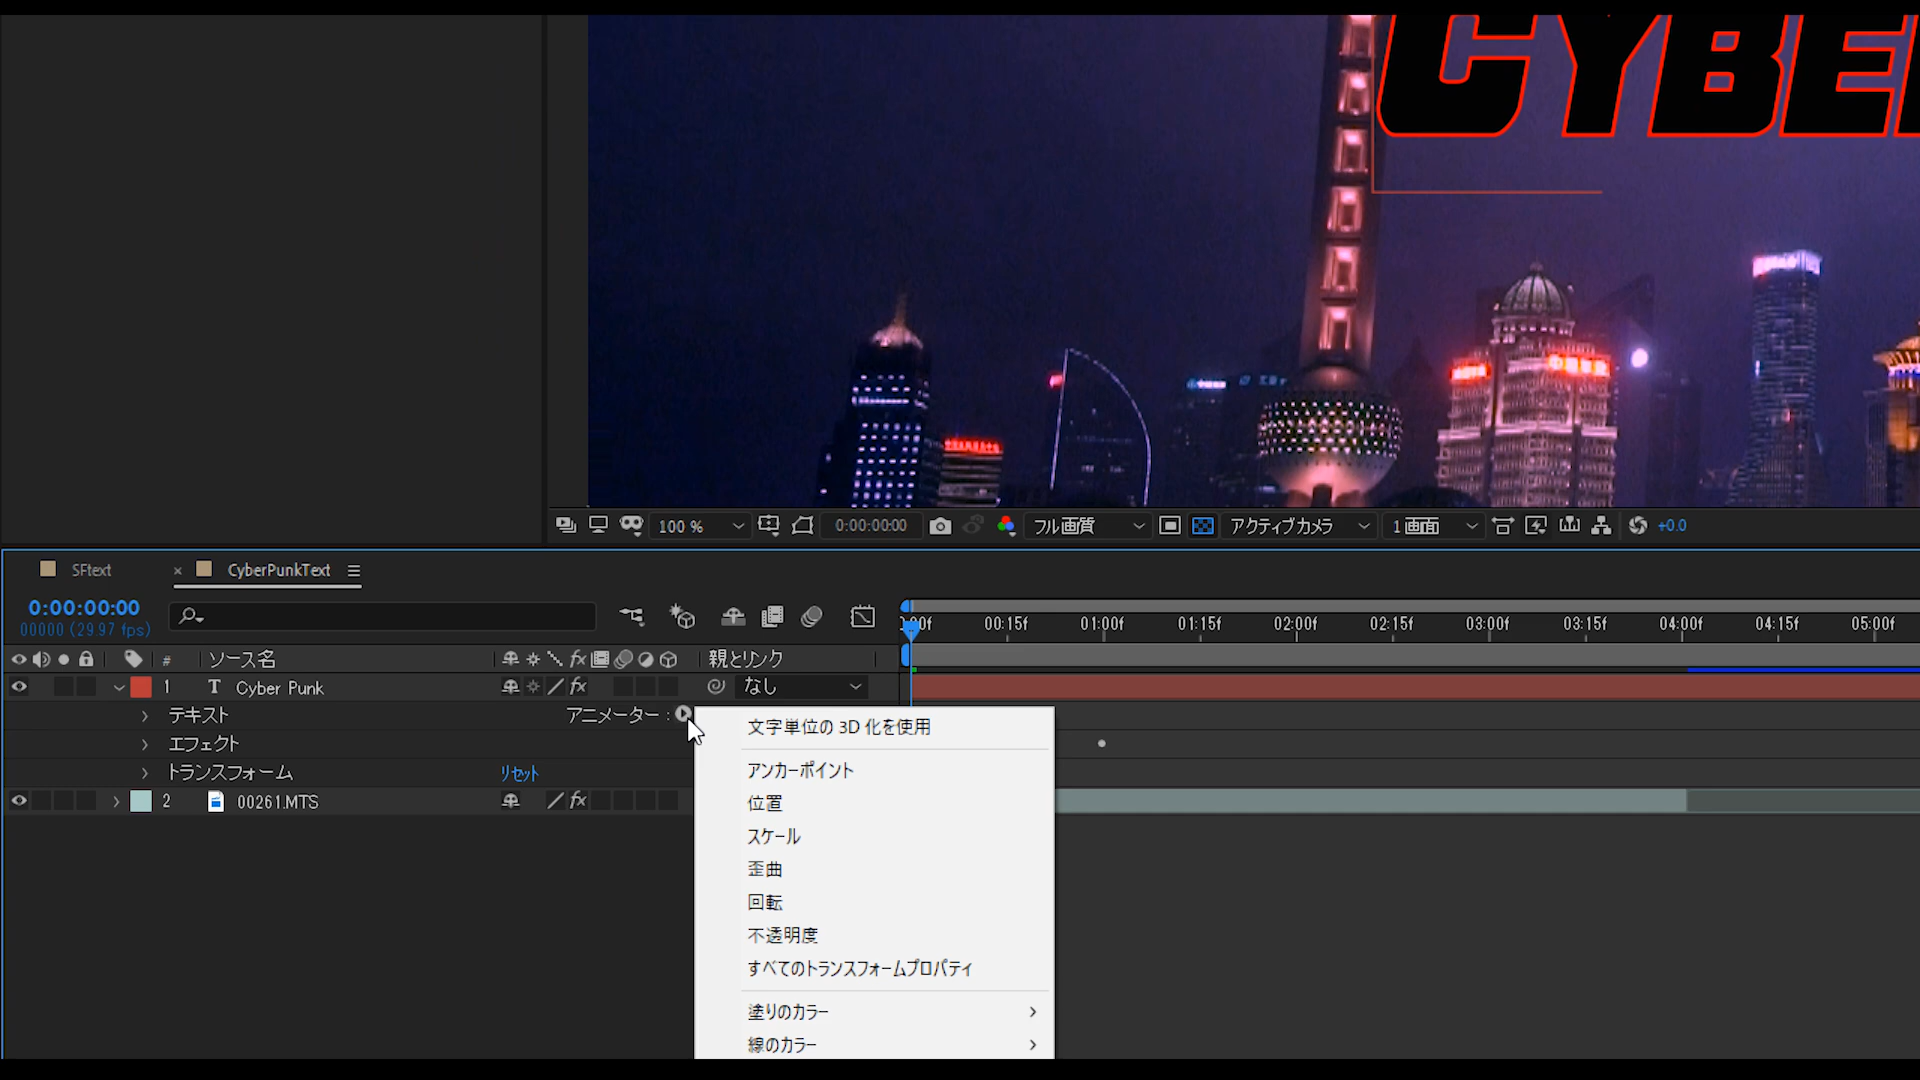 CYBE
100 %
0:00:00:00
フル画質
アクティブカメラ
1 画面
+0.0
SFtext
× CyberPunkText
0:00:00:00
00000 (29.97 fps)
00:15f 01:00f 01:15f 02:00f 02:15f 03:00f 03:15f 04:00f 04:15f 05:00f
# ソース名 fx 親とリンク
1 T Cyber Punk fx なし
テキスト アニメーター :
エフェクト
トランスフォーム リセット
2 00261.MTS fx
文字単位の 3D 化を使用
アンカーポイント
位置
スケール
歪曲
回転
不透明度
すべてのトランスフォームプロパティ
塗りのカラー
線のカラー